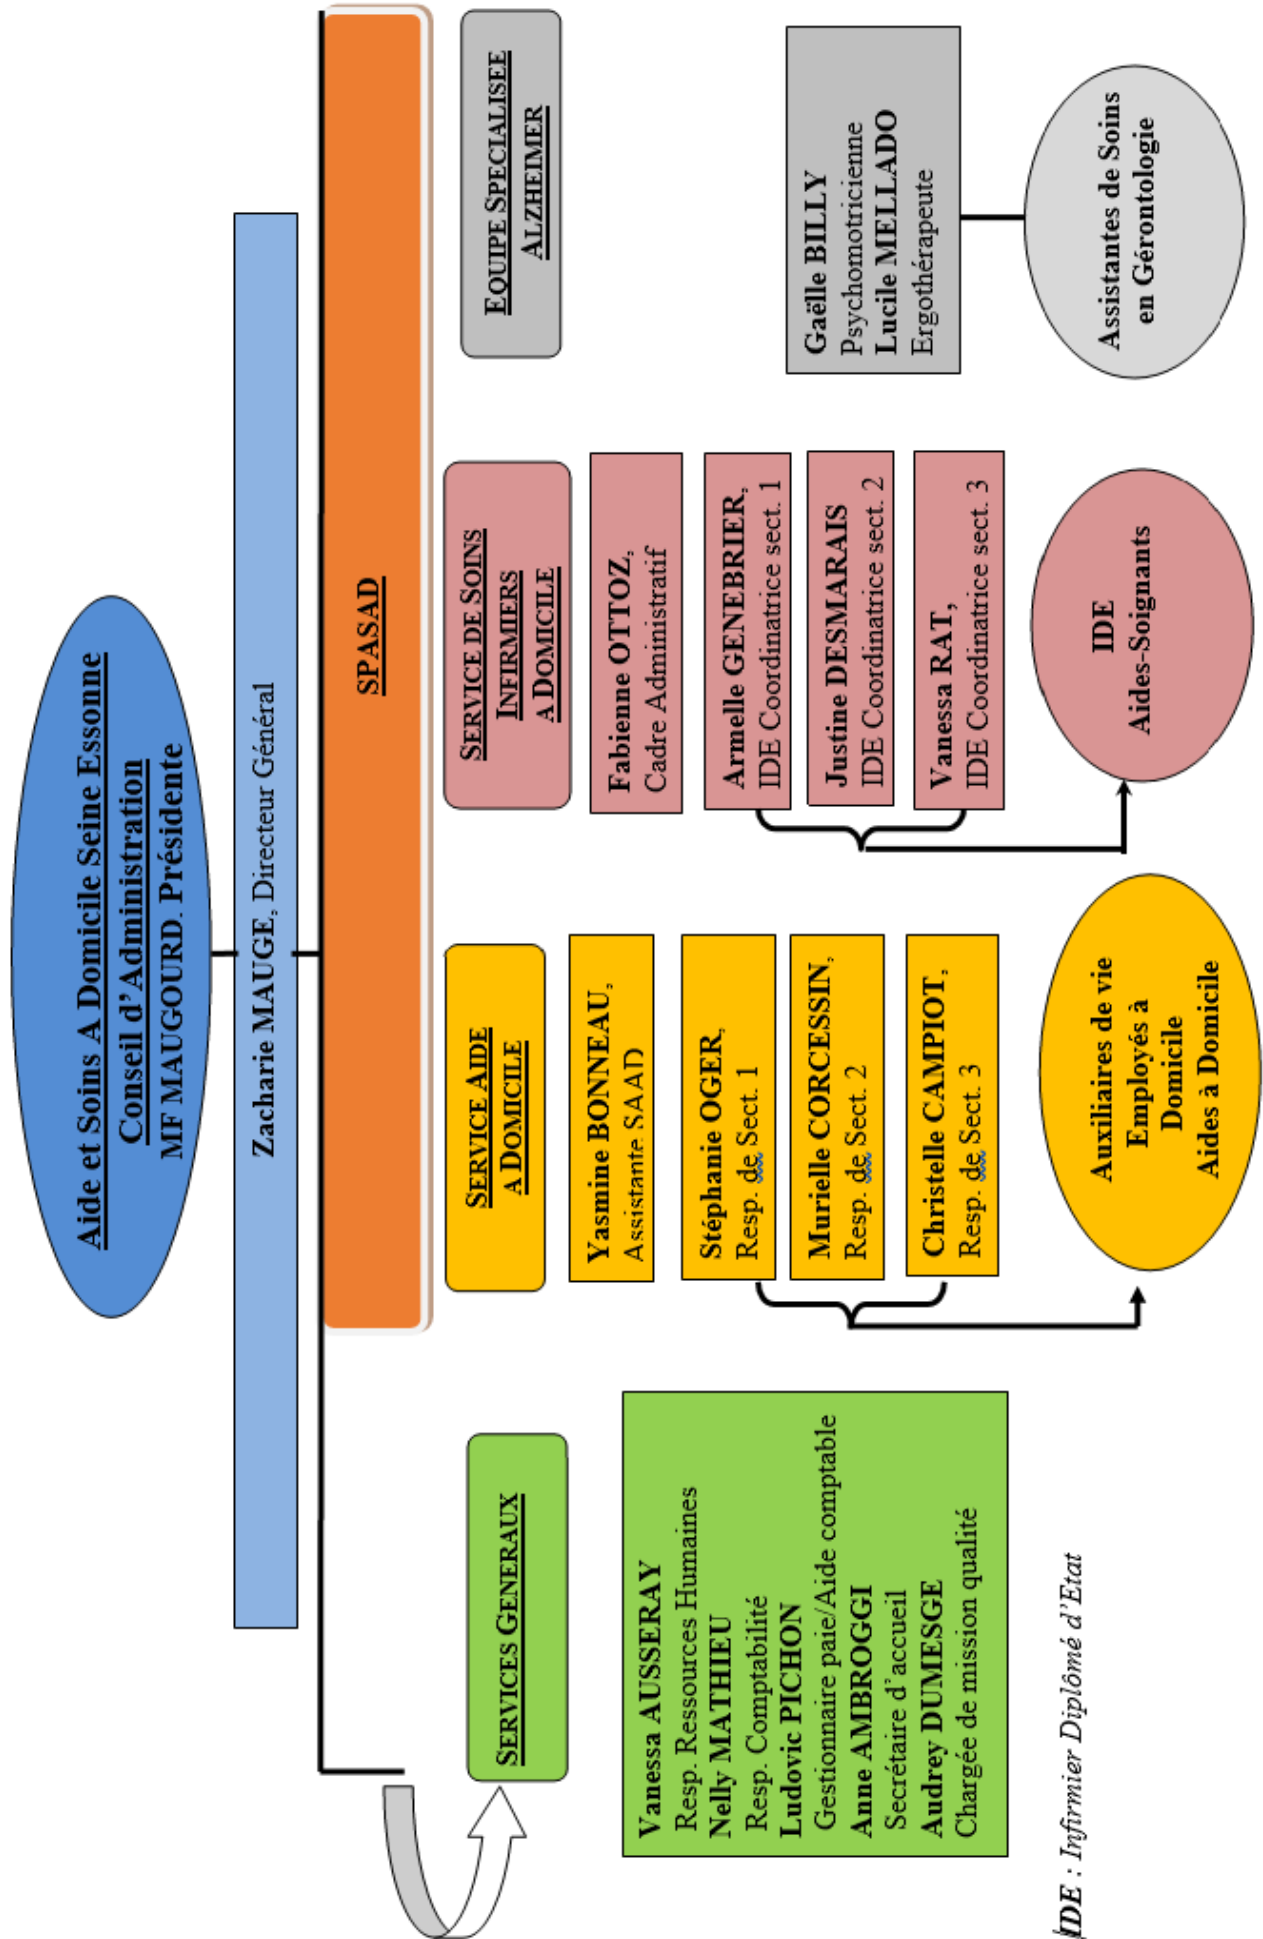 Aide et Soins A Domicile Seine Essonne
Conseil d'Administration
MF MAUGOURD. Présidente
Zacharie MAUGE, Directeur Général
SPASAD
SERVICES GENERAUX
Vanessa AUSSERAY
Resp. Ressources Humaines
Nelly MATHIEU
Resp. Comptabilité
Ludovic PICHON
Gestionnaire paie/Aide comptable
Anne AMBROGGI
Secrétaire d'accueil
Audrey DUMESGE
Chargée de mission qualité
SERVICE AIDE
A DOMICILE
Yasmine BONNEAU,
Assistante SAAD
Stéphanie OGER,
Resp. de Sect. 1
Murielle CORCESSIN,
Resp. de Sect. 2
Christelle CAMPIOT,
Resp. de Sect. 3
Auxiliaires de vie
Employés à
Domicile
Aides à Domicile
SERVICE DE SOINS
INFIRMIERS
A DOMICILE
Fabienne OTTOZ,
Cadre Administratif
Armelle GENEBRIER,
IDE Coordinatrice sect. 1
Justine DESMARAIS
IDE Coordinatrice sect. 2
Vanessa RAT,
IDE Coordinatrice sect. 3
IDE
Aides-Soignants
EQUIPE SPECIALISEE
ALZHEIMER
Gaëlle BILLY
Psychomotricienne
Lucile MELLADO
Ergothérapeute
Assistantes de Soins
en Gérontologie
IDE : Infirmier Diplômé d'Etat